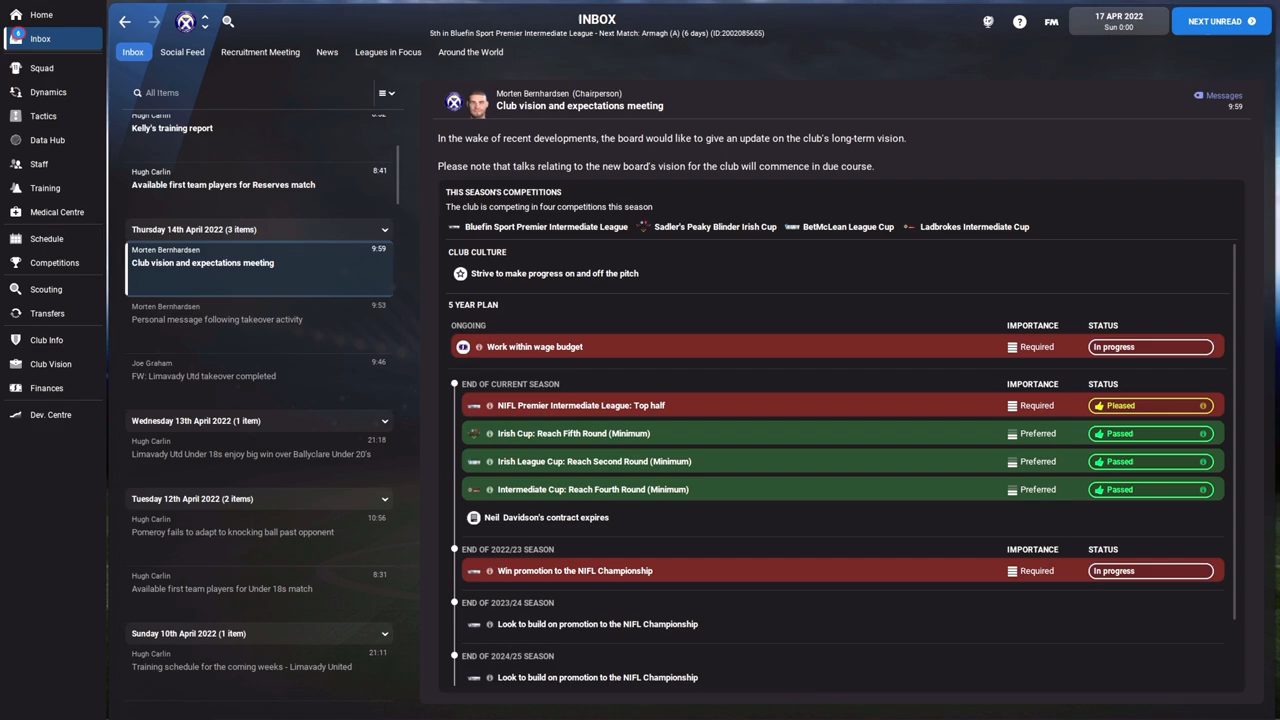 Home
Inbox
6
Squad
Dynamics
Tactics
Data Hub
Staff
Training
Medical Centre
Schedule
Competitions
Scouting
Transfers
Club Info
Club Vision
Finances
Dev. Centre
INBOX
5th in Bluefin Sport Premier Intermediate League - Next Match: Armagh (A) (6 days) (ID:2002085655)
FM
17 APR 2022
Sun 0:00
NEXT UNREAD
Inbox
Social Feed
Recruitment Meeting
News
Leagues in Focus
Around the World
All Items
Hugh Carlin
Kelly's training report
Hugh Carlin
8:41
Available first team players for Reserves match
Thursday 14th April 2022 (3 items)
Morten Bernhardsen
9:59
Club vision and expectations meeting
Morten Bernhardsen
9:53
Personal message following takeover activity
Joe Graham
9:46
FW: Limavady Utd takeover completed
Wednesday 13th April 2022 (1 item)
Hugh Carlin
21:18
Limavady Utd Under 18s enjoy big win over Ballyclare Under 20's
Tuesday 12th April 2022 (2 items)
Hugh Carlin
10:56
Pomeroy fails to adapt to knocking ball past opponent
Hugh Carlin
8:31
Available first team players for Under 18s match
Sunday 10th April 2022 (1 item)
Hugh Carlin
21:11
Training schedule for the coming weeks - Limavady United
Morten Bernhardsen (Chairperson)
Club vision and expectations meeting
Messages
9:59
In the wake of recent developments, the board would like to give an update on the club's long-term vision.
Please note that talks relating to the new board's vision for the club will commence in due course.
THIS SEASON'S COMPETITIONS
The club is competing in four competitions this season
Bluefin Sport Premier Intermediate League
Sadler's Peaky Blinder Irish Cup
BetMcLean League Cup
Ladbrokes Intermediate Cup
CLUB CULTURE
Strive to make progress on and off the pitch
5 YEAR PLAN
ONGOING
IMPORTANCE
STATUS
Work within wage budget
Required
In progress
END OF CURRENT SEASON
IMPORTANCE
STATUS
NIFL Premier Intermediate League: Top half
Required
Pleased
Irish Cup: Reach Fifth Round (Minimum)
Preferred
Passed
Irish League Cup: Reach Second Round (Minimum)
Preferred
Passed
Intermediate Cup: Reach Fourth Round (Minimum)
Preferred
Passed
Neil Davidson's contract expires
END OF 2022/23 SEASON
IMPORTANCE
STATUS
Win promotion to the NIFL Championship
Required
In progress
END OF 2023/24 SEASON
Look to build on promotion to the NIFL Championship
END OF 2024/25 SEASON
Look to build on promotion to the NIFL Championship